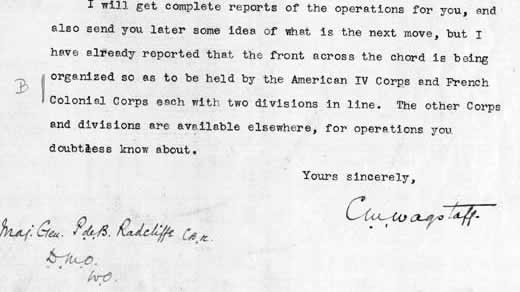 I will get complete reports of the operations for you, and
also send you later some idea of what is the next move, but I
have already reported that the front across the chord is being
organized so as to be held by the American IV Corps and French
B
Colonial Corps each with two divisions in line. The other Corps
and divisions are available elsewhere, for operations you
doubtless know about.
Yours sincerely,
C.W. Wagstaff.
Maj. Gen. P. de B. Radcliffe
D.M.O.
W.O.